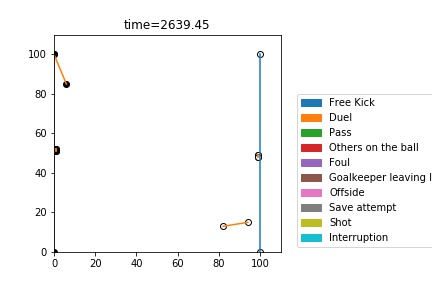 time=2639.45
100
80
60
40
20
0
0
20
40
60
80
100
Free Kick
Duel
Pass
Others on the ball
Foul
Goalkeeper leaving l
Offside
Save attempt
Shot
Interruption